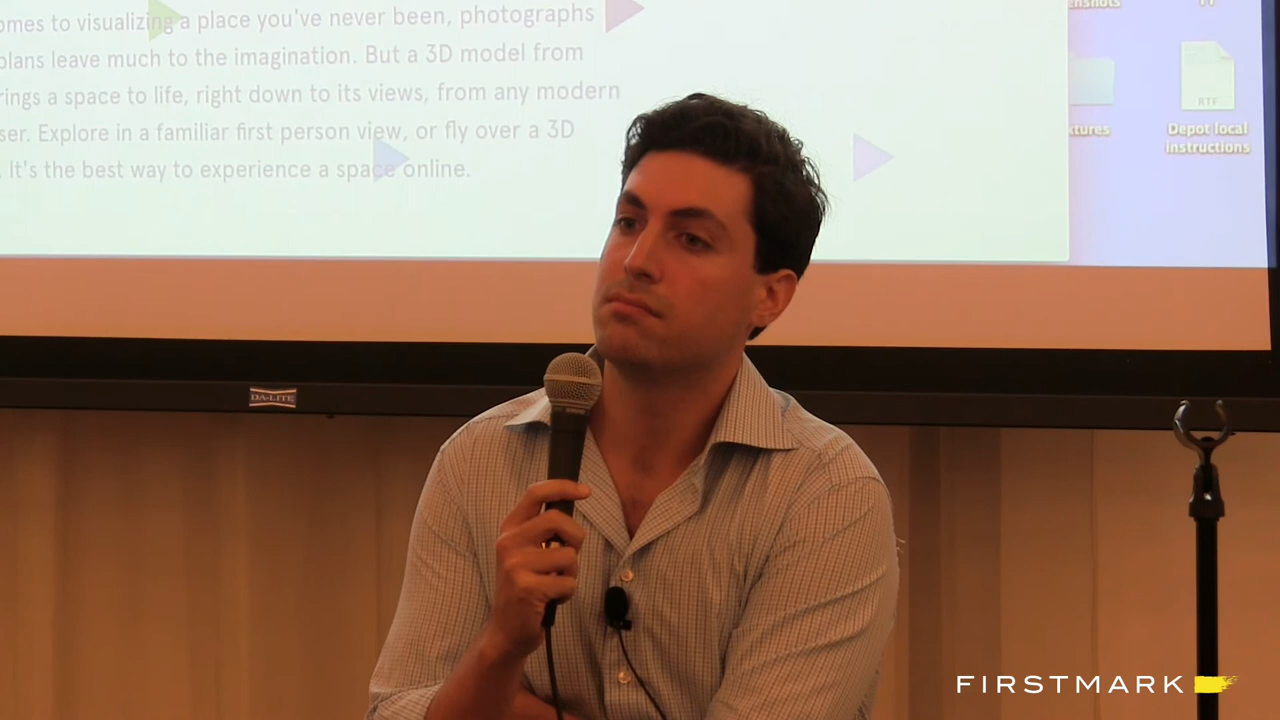 omes to visualizing a place you've never been, photographs
plans leave much to the imagination. But a 3D model from
rings a space to life, right down to its views, from any modern
ser. Explore in a familiar first person view, or fly over a 3D
. It's the best way to experience a space online.
enshots
RTF
xtures
Depot local
instructions
DA-LITE
FIRSTMARK